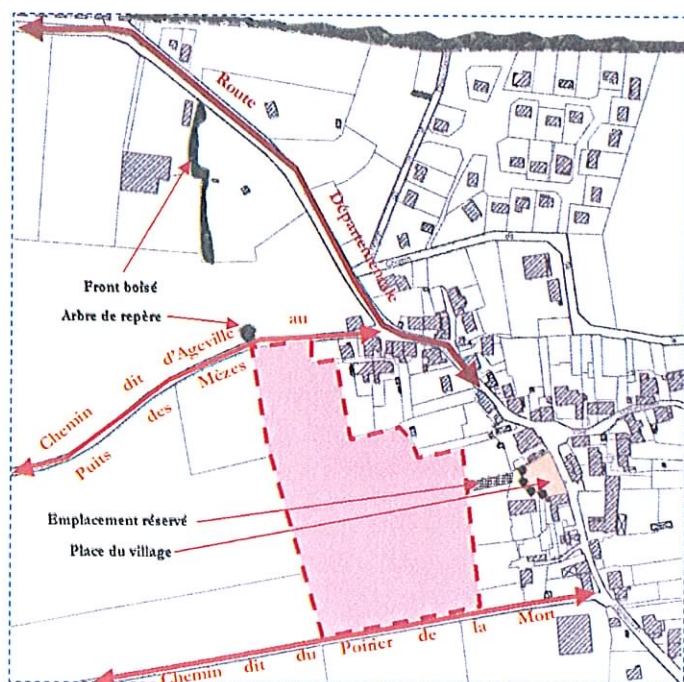 Route
Départementale
Front boisé
Arbre de repère
Chemin dit d'Ageville au
Puits des Mèzes
Emplacement réservé
Place du village
Chemin dit du Poirier de la Mort